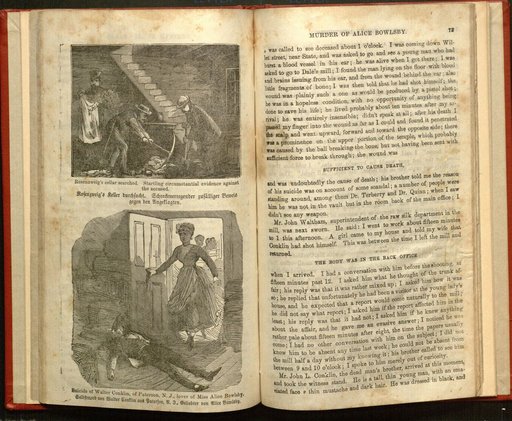 Rosenzweig's cellar searched. Startling circumstantial evidence against
the accused.
Rosenzweig's Keller durchsucht. Schreckenerregender zufälliger Beweis
gegen den Angeklagten.
Suicide of Walter Conklin, of Paterson, N. J., lover of Miss Alice Bowlsby.
Selbstmord von Walter Conklin aus Paterson, N. J., Geliebter von Alice Bowlsby.
MURDER OF ALICE BOWLSBY.
was called to see deceased about 1 o'clock. I was coming down
street, near State, and was asked to go and see a young man who had
burst a blood vessel in his ear; he was alive when I got there; I was
asked to go to Dale's mill; I found the man lying on the floor with blood
and brains issuing from his ear, and from the wound behind the ear; also
little fragments of bone; I was then told that he had shot himself; the
wound was plainly such a one as would be produced by a pistol shot;
he was in a hopeless condition, with no opportunity of anything being
done to save his life; he lived probably about ten minutes after my ar-
rival; he was entirely insensible; didn't speak at all; after his death I
passed my finger into the wound as far as I could and found it penetrated
the scalp and went upward, forward and toward the opposite side; there
was a prominence on the upper portion of the temple, which probably
was caused by the ball breaking the bone, but not having been sent with
sufficient force to break through; the wound was
SUFFICIENT TO CAUSE DEATH,
and was undoubtedly the cause of death; his brother told me the reason
of his suicide was on account of some scandal; a number of people were
standing around, among them Dr. Terberry and Dr. Quinn; when I saw
him he was not in the vault, but in the room back of the main office; I
didn't see any weapon.
Mr. John Waltham, superintendent of the raw silk department in the
mill, was next sworn. He said: I went to work about fifteen minutes
to 1 this afternoon. A girl came to my house and told my wife that
Conklin had shot himself. This was between the time I left the mill and
returned.
THE BODY WAS IN THE BACK OFFICE
when I arrived. I had a conversation with him before the shooting, at
fifteen minutes past 12. I asked him what he thought of the trunk af-
fair; his reply was that it was rather mixed up; I asked him how it was
so; he replied that unfortunately he had been a visitor at the young lady's
house, and he expected that a report would come naturally to the mill;
he did not say what report; I asked him if the report affected him in the
least; his reply was that it had not; I asked him if he knew anything
about the affair, and he gave me an evasive answer; I noticed he was
rather pale about fifteen minutes after eight, the time the papers usually
come; I had no other conversation with him on the subject; I did not
know him to be absent any time last week; he could not be absent from
the mill half a day without my knowing it; his brother called to see him
between 9 and 10 o'clock; I spoke to him merely out of curiosity.
Mr. John L. Conklin, the dead man's brother, arrived at this moment,
and took the witness stand. He is a tall, thin young man, with an ema-
ciated face, thin mustache and dark hair. He was dressed in black, and